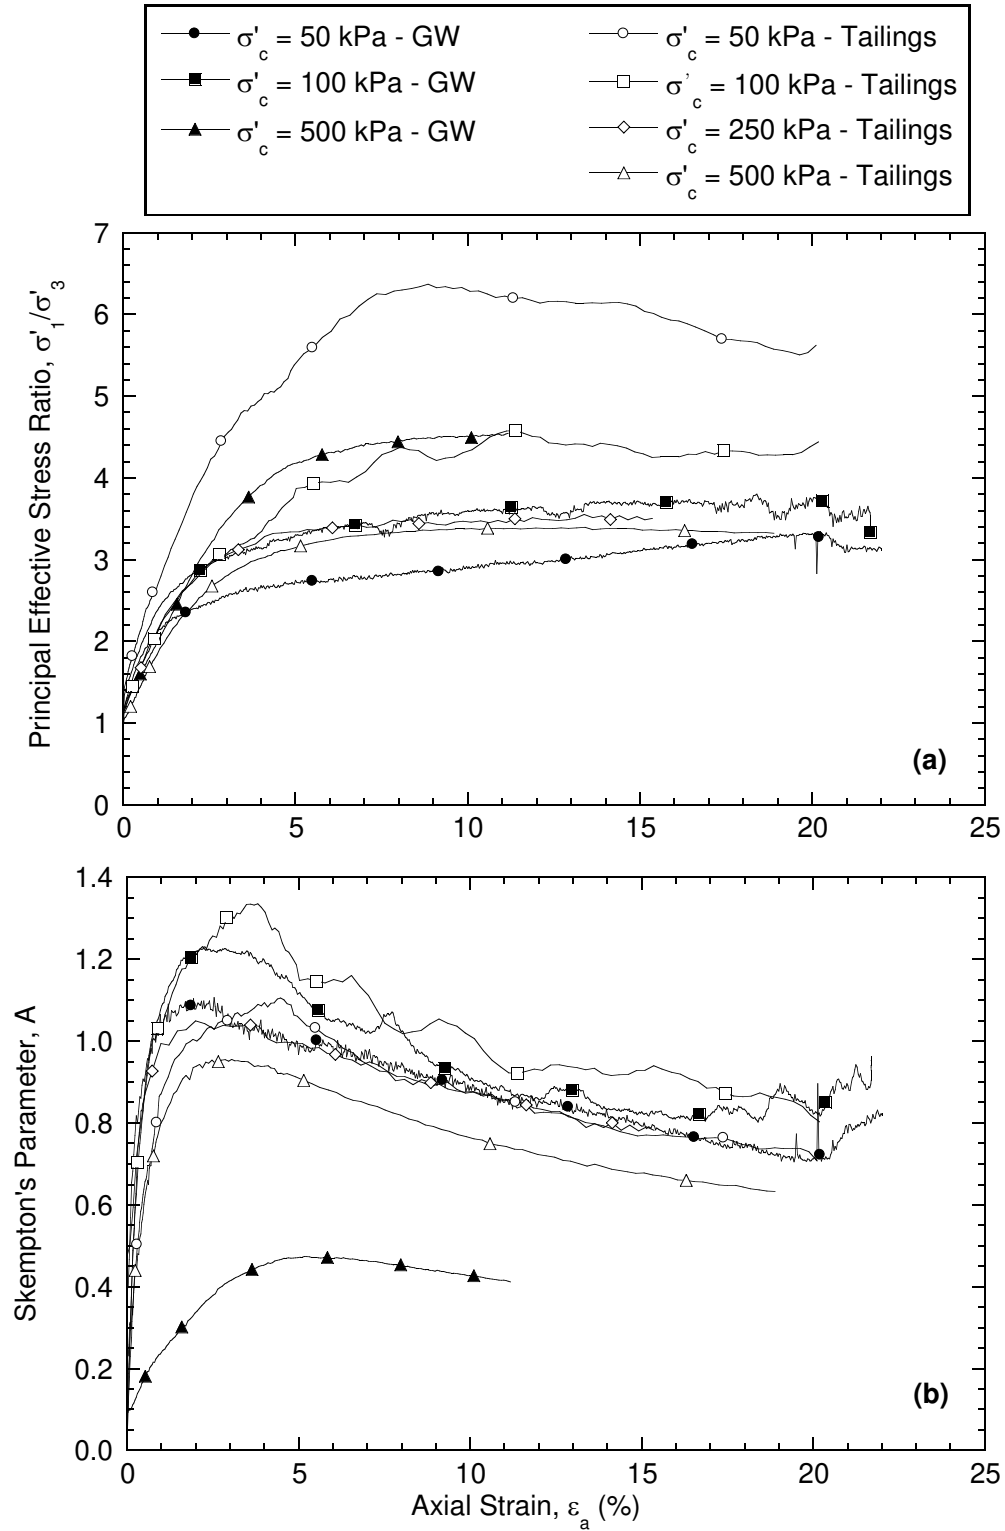 σ'c = 50 kPa - GW
σ'c = 100 kPa - GW
σ'c = 500 kPa - GW
σ'c = 50 kPa - Tailings
σ'c = 100 kPa - Tailings
σ'c = 250 kPa - Tailings
σ'c = 500 kPa - Tailings
Principal Effective Stress Ratio, σ'1/σ'3
7
6
5
4
3
2
1
0
(a)
0 5 10 15 20 25
Skempton's Parameter, A
1.4
1.2
1.0
0.8
0.6
0.4
0.2
0.0
(b)
0 5 10 15 20 25
Axial Strain, εa (%)